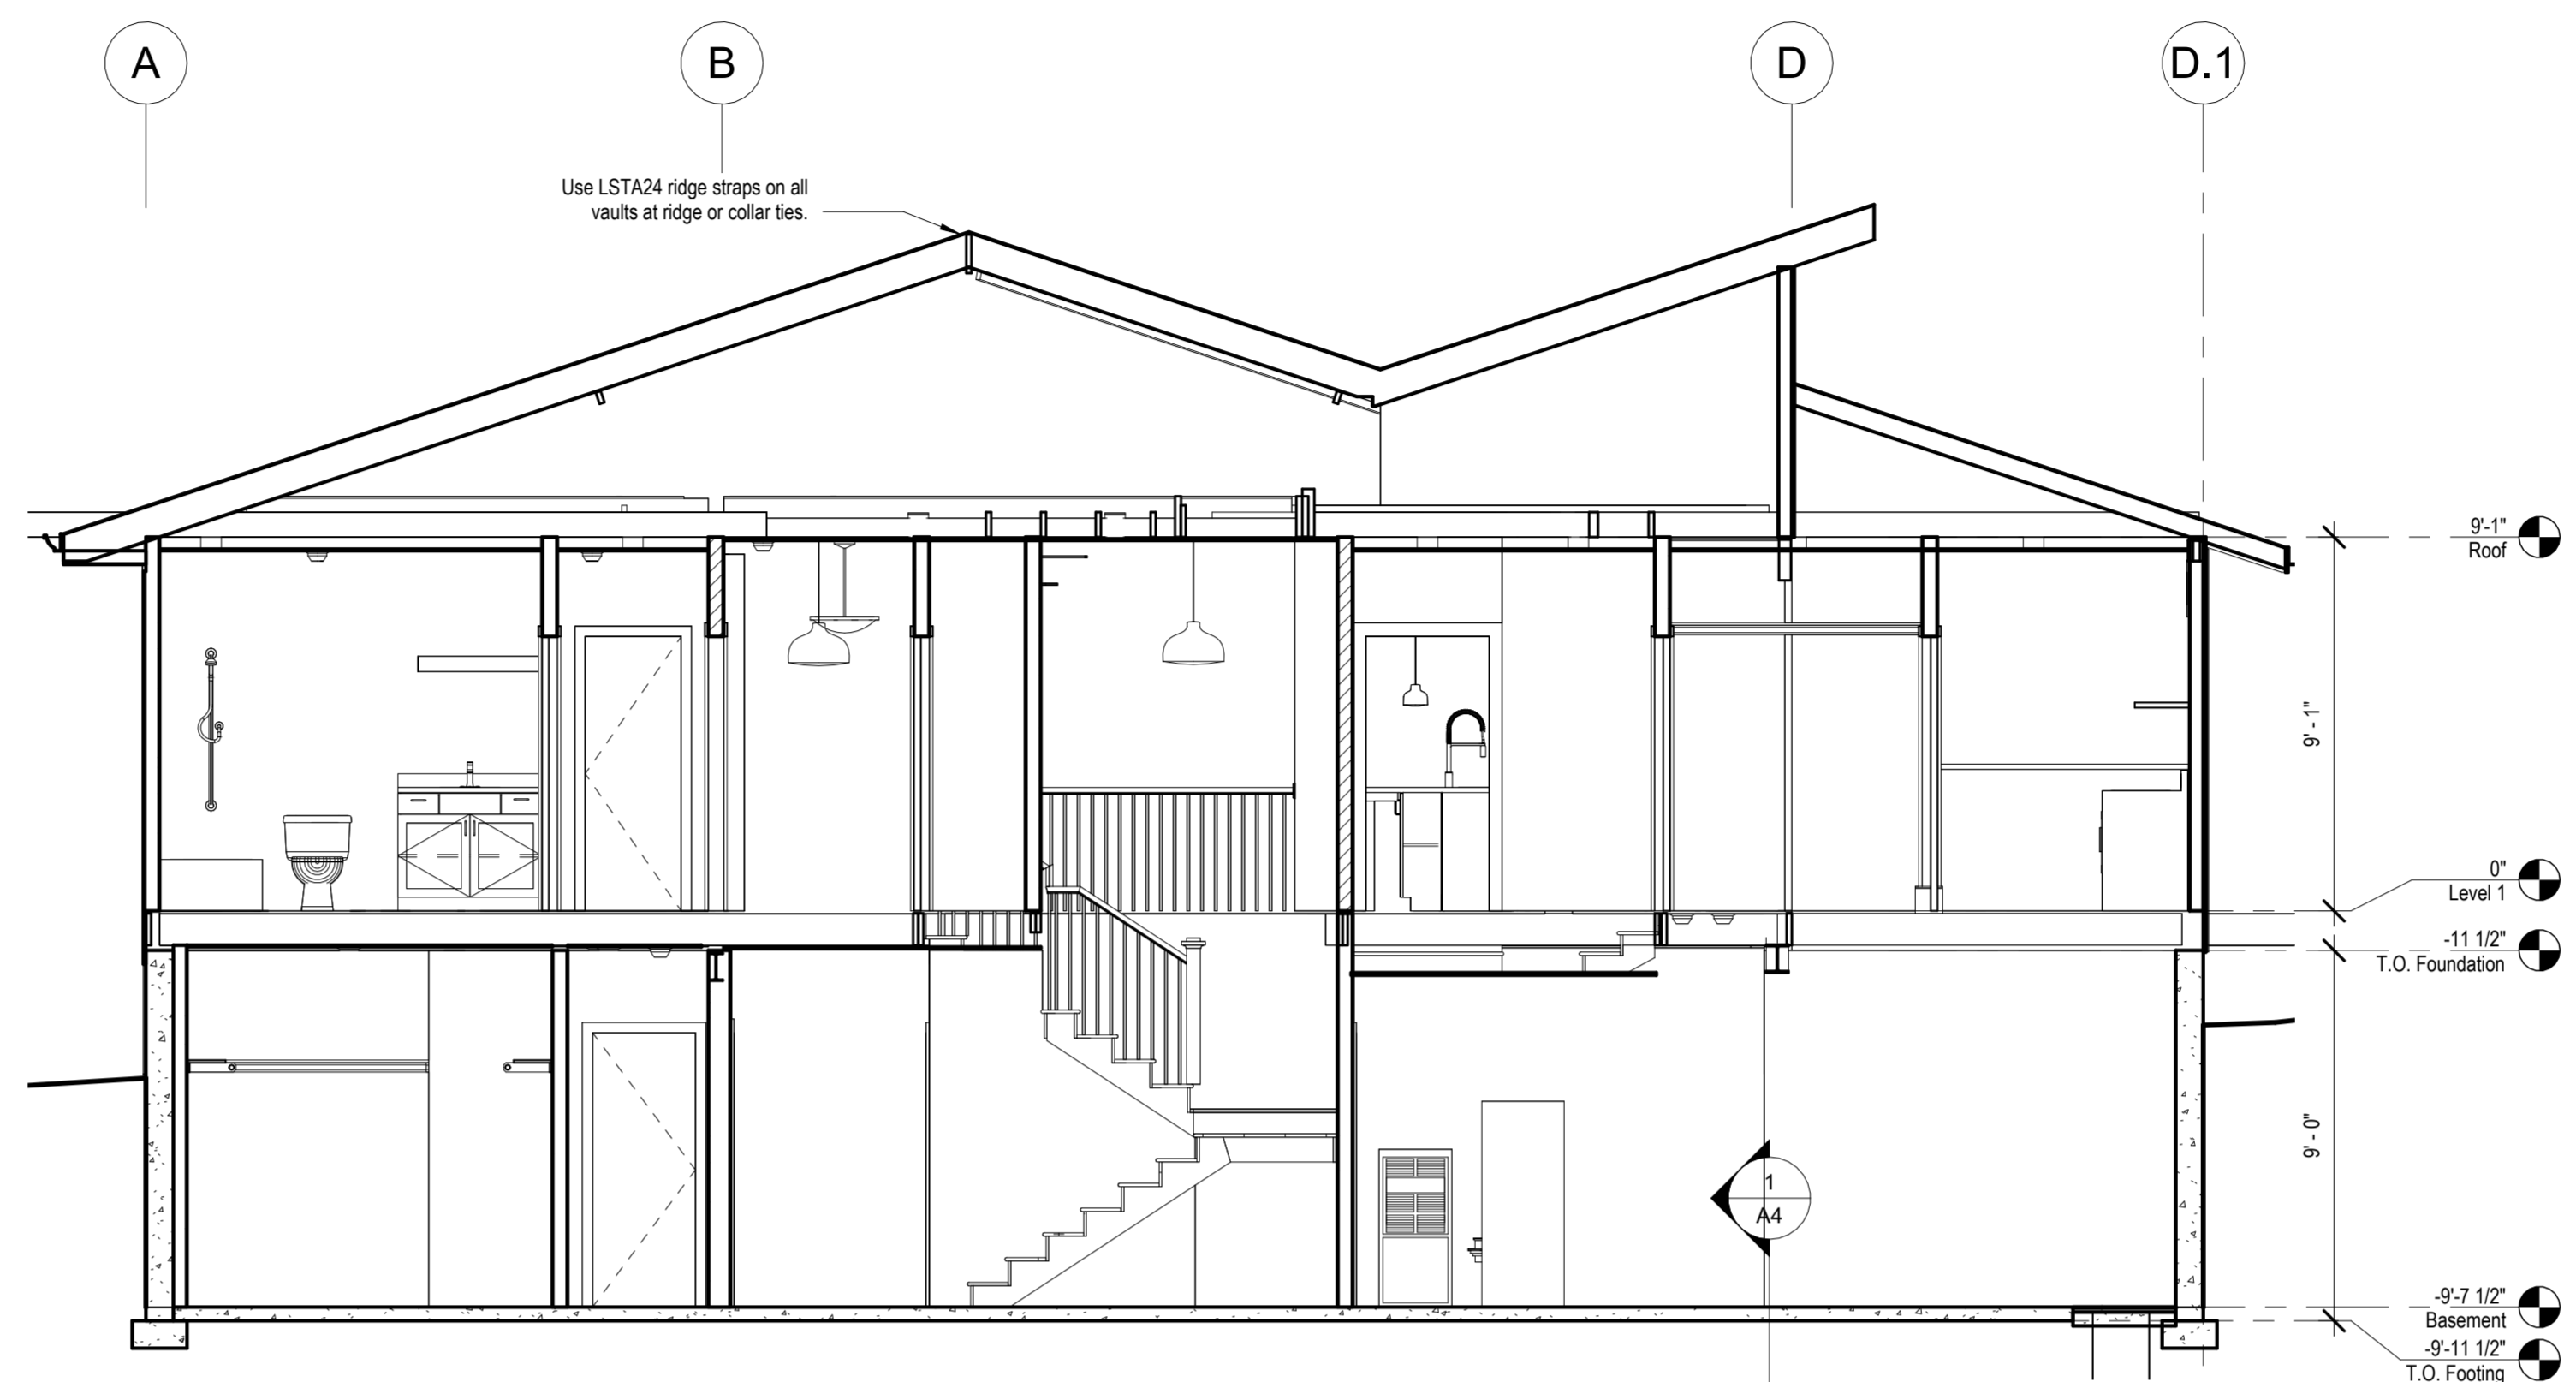 A
B
D
D.1
Use LSTA24 ridge straps on all
vaults at ridge or collar ties.
9'-1"
Roof
9' - 1"
0"
Level 1
-11 1/2"
T.O. Foundation
9' - 0"
1
A4
-9'-7 1/2"
Basement
-9'-11 1/2"
T.O. Footing